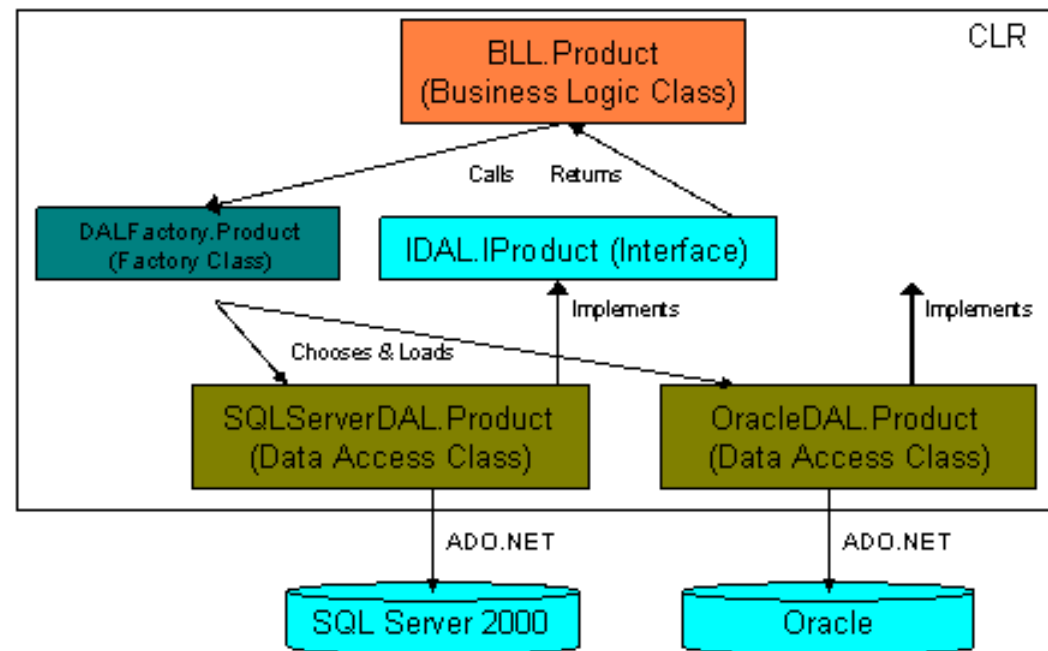 CLR
BLL.Product
(Business Logic Class)
Calls
Returns
DALFactory.Product
(Factory Class)
IDAL.IProduct (Interface)
Implements
Implements
Chooses & Loads
SQLServerDAL.Product
(Data Access Class)
OracleDAL.Product
(Data Access Class)
ADO.NET
ADO.NET
SQL Server 2000
Oracle